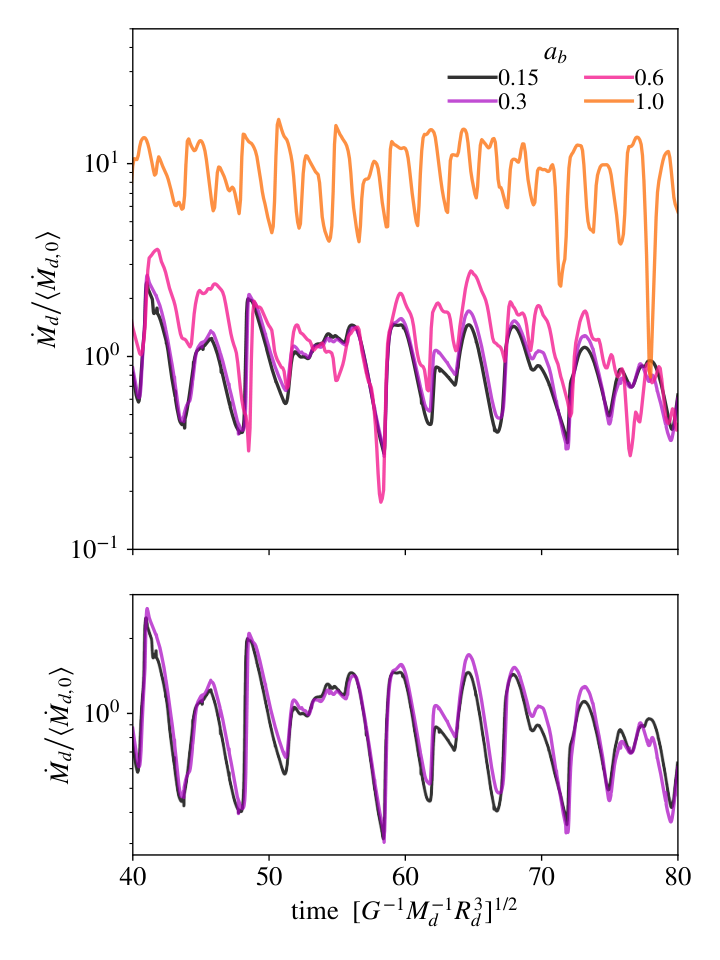 a_b
0.15 0.6
0.3 1.0
10^1
10^0
10^{-1}
Ṁ_d/⟨Ṁ_{d,0}⟩
10^0
Ṁ_d/⟨Ṁ_{d,0}⟩
40 50 60 70 80
time [G^{-1}M_d^{-1}R_d^3]^{1/2}